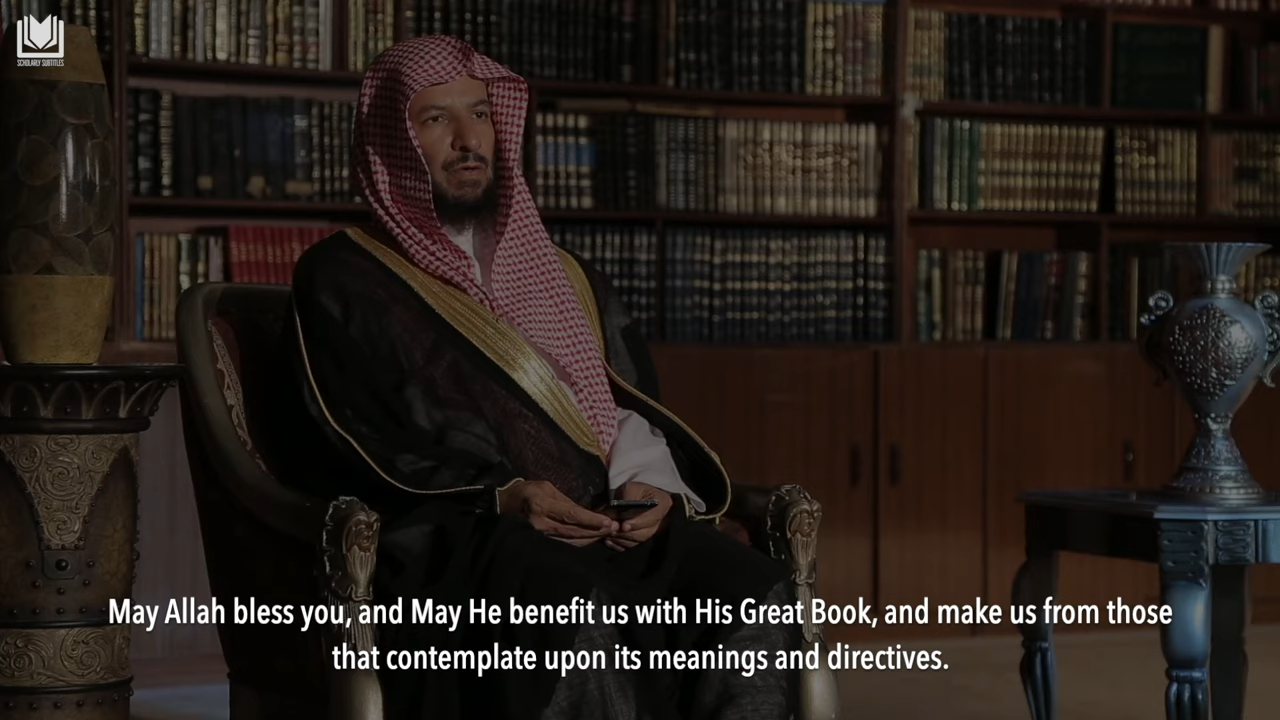 SCHOLARLY SUBTITLES
May Allah bless you, and May He benefit us with His Great Book, and make us from those
that contemplate upon its meanings and directives.